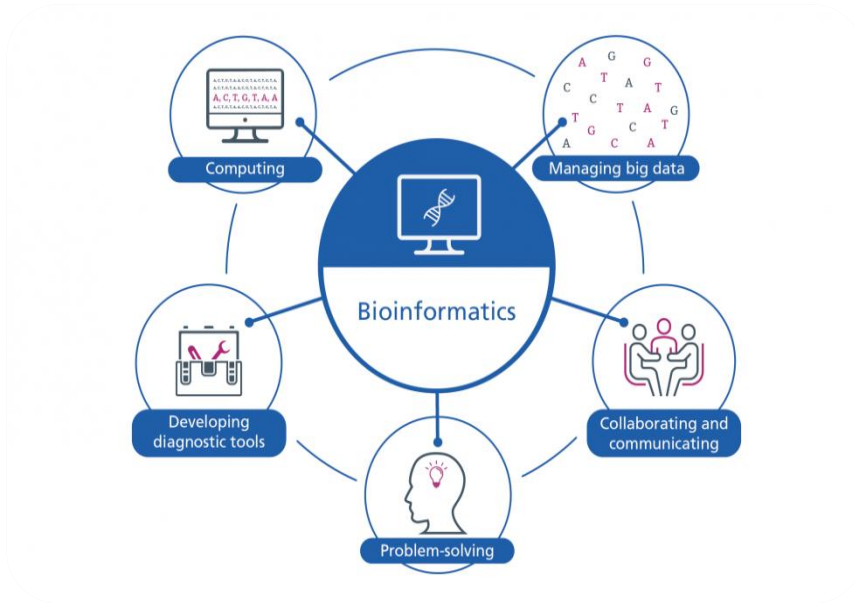 A,C,T,G,T,A,A
A G G
C T A T
C T A
T G C T G
A G C A
Computing
Managing big data
Bioinformatics
Developing
diagnostic tools
Collaborating and
communicating
Problem-solving